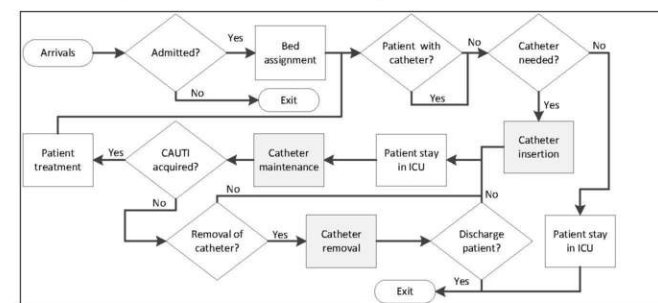 Arrivals
Admitted?
Yes
Bed
assignment
Patient with
catheter?
No
Yes
Catheter
needed?
No
Yes
No
Exit
Patient
treatment
Yes
CAUTI
acquired?
Catheter
maintenance
Patient stay
in ICU
Catheter
insertion
No
No
No
Removal of
catheter?
Yes
Catheter
removal
Discharge
patient?
Patient stay
in ICU
Yes
Exit